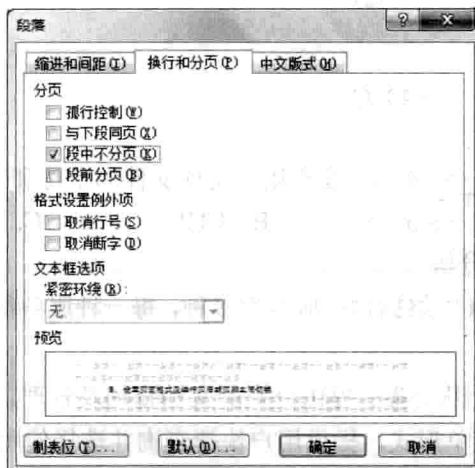 段落
缩进和间距(I)
换行和分页(P)
中文版式(H)
分页
孤行控制(W)
与下段同页(X)
段中不分页(K)
段前分页(B)
格式设置例外项
取消行号(S)
取消断字(D)
文本框选项
紧密环绕(R):
无
预览
制表位(T)...
默认(D)...
确定
取消